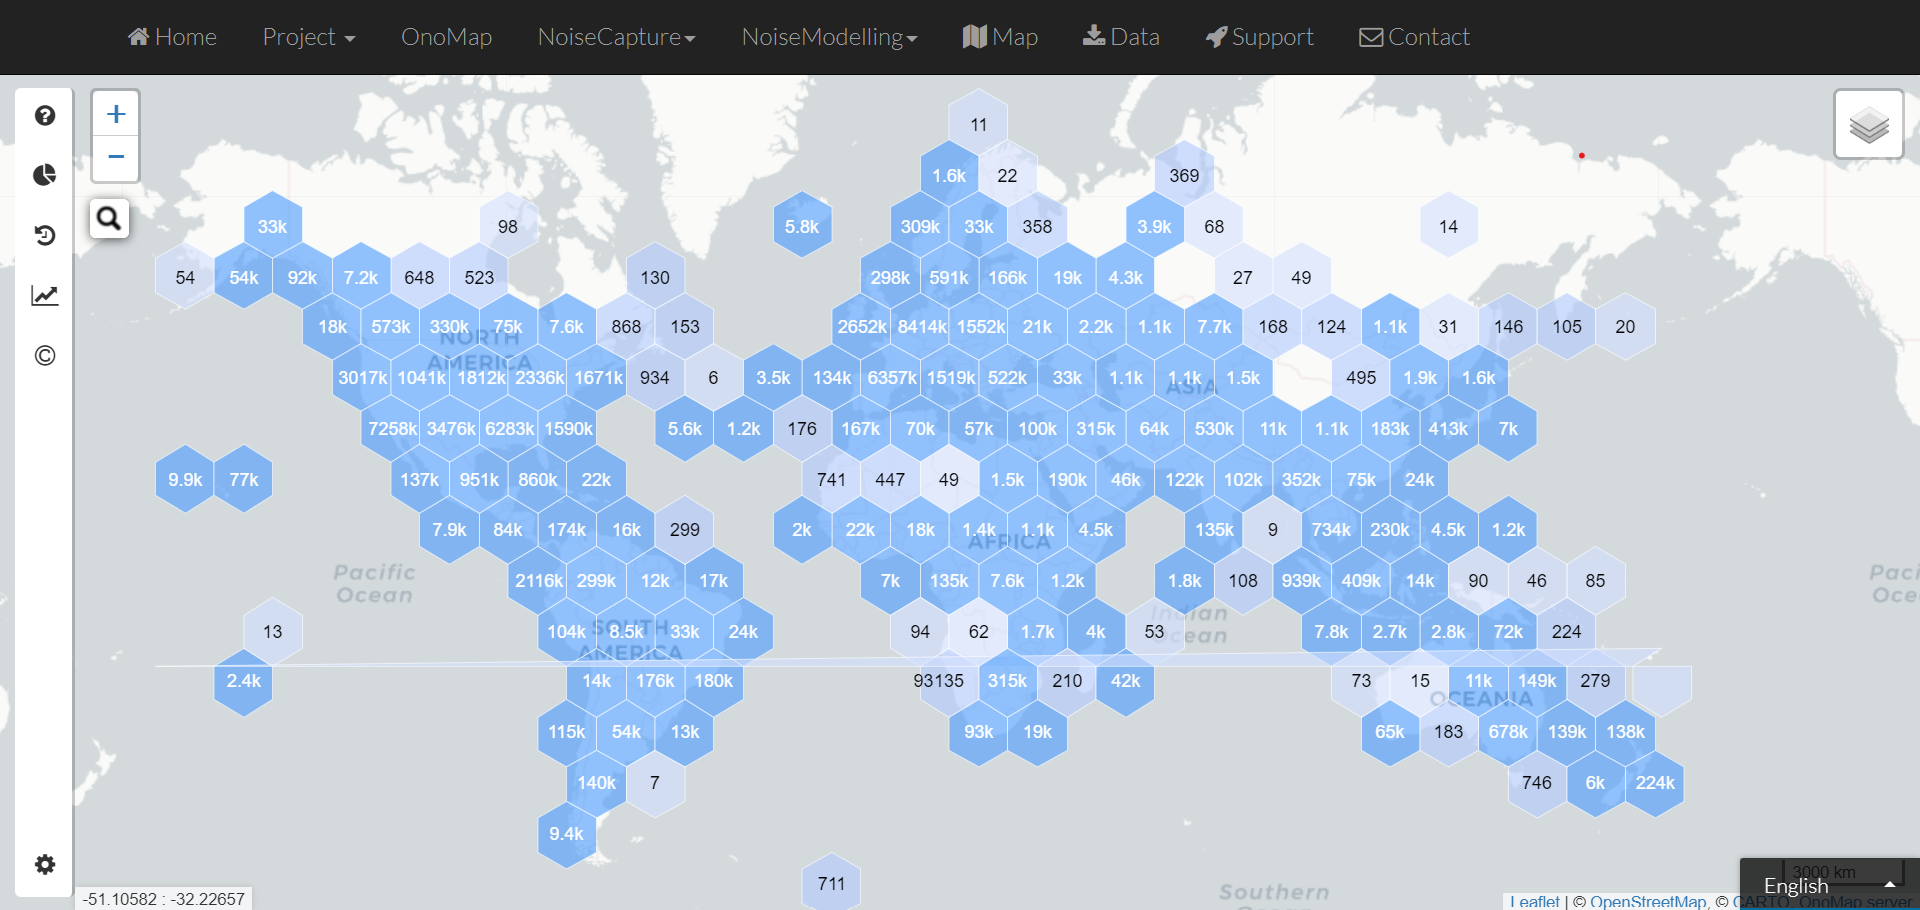 Home Project OnoMap NoiseCapture NoiseModelling Map Data Support Contact
+
−
11
1.6k 22 369
33k 98 5.8k 309k 33k 358 3.9k 68 14
54 54k 92k 7.2k 648 523 130 298k 591k 166k 19k 4.3k 27 49
18k 573k 330k 75k 7.6k 868 153 2652k 8414k 1552k 21k 2.2k 1.1k 7.7k 168 124 1.1k 31 146 105 20
NORTH
AMERICA
3017k 1041k 1812k 2336k 1671k 934 6 3.5k 134k 6357k 1519k 522k 33k 1.1k 1.1k 1.5k 495 1.9k 1.6k
ASIA
7258k 3476k 6283k 1590k 5.6k 1.2k 176 167k 70k 57k 100k 315k 64k 530k 11k 1.1k 183k 413k 7k
9.9k 77k 137k 951k 860k 22k 741 447 49 1.5k 190k 46k 122k 102k 352k 75k 24k
7.9k 84k 174k 16k 299 2k 22k 18k 1.4k 1.1k 4.5k 135k 9 734k 230k 4.5k 1.2k
AFRICA
Pacific
Ocean
2116k 299k 12k 17k 7k 135k 7.6k 1.2k 1.8k 108 939k 409k 14k 90 46 85
Paci
Oce
Indian
Ocean
13 104k 8.5k 33k 24k 94 62 1.7k 4k 53 7.8k 2.7k 2.8k 72k 224
SOUTH
AMERICA
2.4k 14k 176k 180k 93135 315k 210 42k 73 15 11k 149k 279
OCEANIA
115k 54k 13k 93k 19k 65k 183 678k 139k 138k
140k 7 746 6k 224k
9.4k
711
Southern
3000 km
English
-51.10582 : -32.22657
Leaflet | © OpenStreetMap, © CARTO, OnoMap server